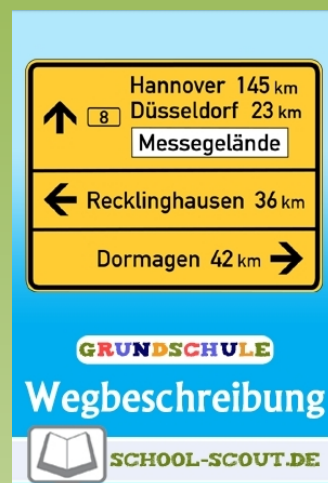 Hannover 145 km
8 Düsseldorf 23 km
Messegelände
Recklinghausen 36 km
Dormagen 42 km
GRUNDSCHULE
Wegbeschreibung
SCHOOL-SCOUT.DE